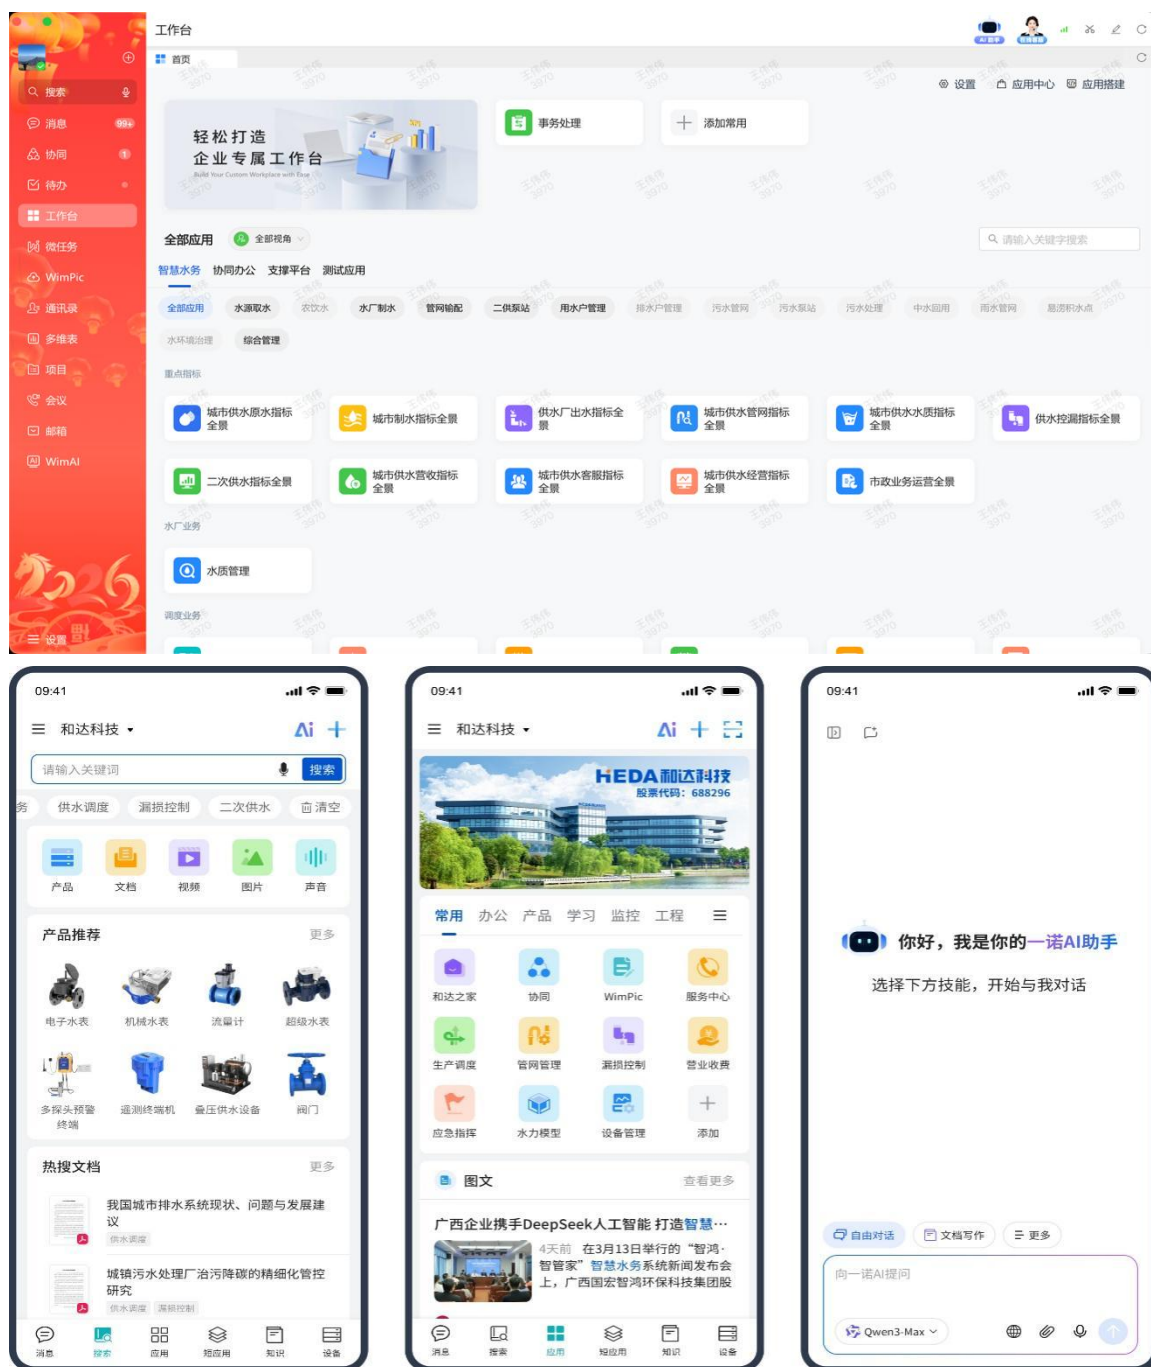 工作台
AI 助手
首页
搜索
设置
应用中心
应用搭建
消息
99+
协同
1
待办
工作台
微任务
WimPic
通讯录
多维表
项目
会议
邮箱
WimAI
2026
设置
轻松打造
企业专属工作台
Build Your Custom Workplace with Ease
事务处理
添加常用
全部应用
全部视角
请输入关键字搜索
智慧水务 协同办公 支撑平台 测试应用
全部应用 水源取水 农饮水 水厂制水 管网输配 二供泵站 用水户管理 排水户管理 污水管网 污水泵站 污水处理 中水回用 雨水管网 易涝积水点
水环境治理 综合管理
重点指标
城市供水原水指标全景
城市制水指标全景
供水厂出水指标全景
城市供水管网指标全景
城市供水水质指标全景
供水控漏指标全景
二次供水指标全景
城市供水营收指标全景
城市供水客服指标全景
城市供水经营指标全景
市政业务运营全景
水厂业务
水质管理
调度业务
王伟伟
3970
09:41
和达科技
Ai
请输入关键词
搜索
务 供水调度 漏损控制 二次供水 清空
产品 文档 视频 图片 声音
产品推荐 更多
电子水表 机械水表 流量计 超级水表
多探头预警终端 遥测终端机 叠压供水设备 阀门
热搜文档 更多
我国城市排水系统现状、问题与发展建
议
供水调度
城镇污水处理厂治污降碳的精细化管控
研究
供水调度 漏损控制
消息 搜索 应用 短应用 知识 设备
09:41
和达科技
Ai
HEDA和达科技
股票代码：688296
常用 办公 产品 学习 监控 工程
和达之家 协同 WimPic 服务中心
生产调度 管网管理 漏损控制 营业收费
应急指挥 水力模型 设备管理 添加
图文 查看更多
广西企业携手DeepSeek人工智能 打造智慧…
4天前 在3月13日举行的“智鸿·
智管家”智慧水务系统新闻发布会
上，广西国宏智鸿环保科技集团股
消息 搜索 应用 短应用 知识 设备
09:41
你好，我是你的一诺AI助手
选择下方技能，开始与我对话
自由对话 文档写作 更多
向一诺AI提问
Qwen3-Max